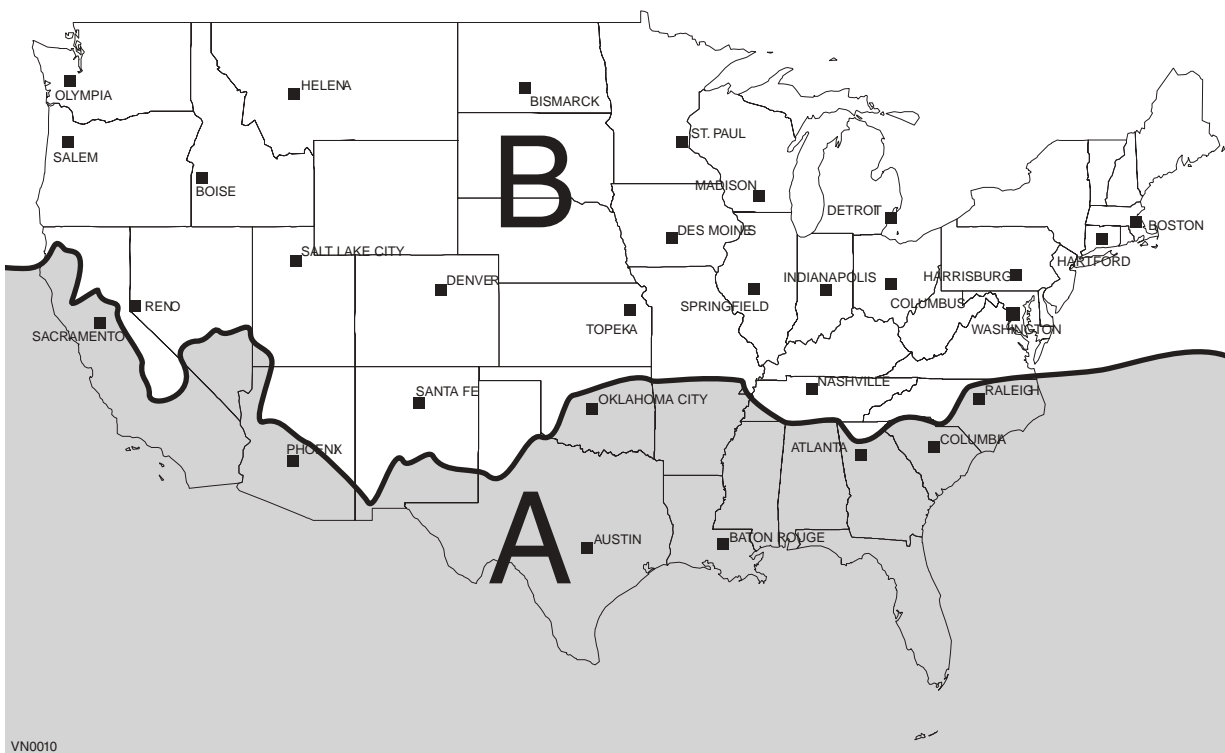 HELENA
OLYMPIA
BISMARCK
ST. PAUL
SALEM
B
BOISE
MADISON
DETROIT
BOSTON
DES MOINES
SALT LAKE CITY
HARTFORD
DENVER
INDIANAPOLIS
HARRISBURG
RENO
SPRINGFIELD
COLUMBUS
SACRAMENTO
TOPEKA
WASHINGTON
NASHVILLE
SANTA FE
OKLAHOMA CITY
RALEIGH
PHOENIX
ATLANTA
COLUMBIA
A
AUSTIN
BATON ROUGE
VN0010